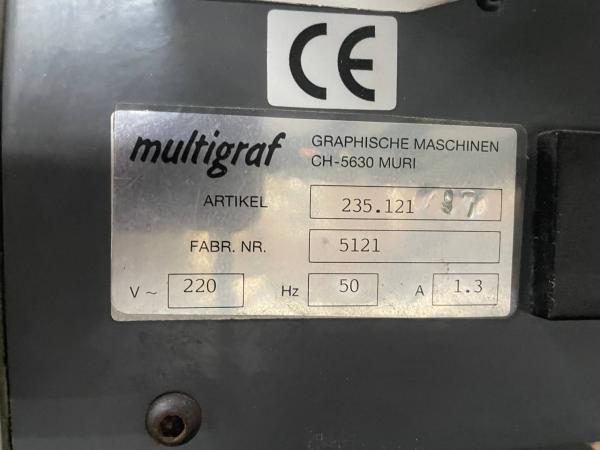 CE
multigraf GRAPHISCHE MASCHINEN
CH-5630 MURI
ARTIKEL 235.121 97
FABR. NR. 5121
V ~ 220 Hz 50 A 1.3